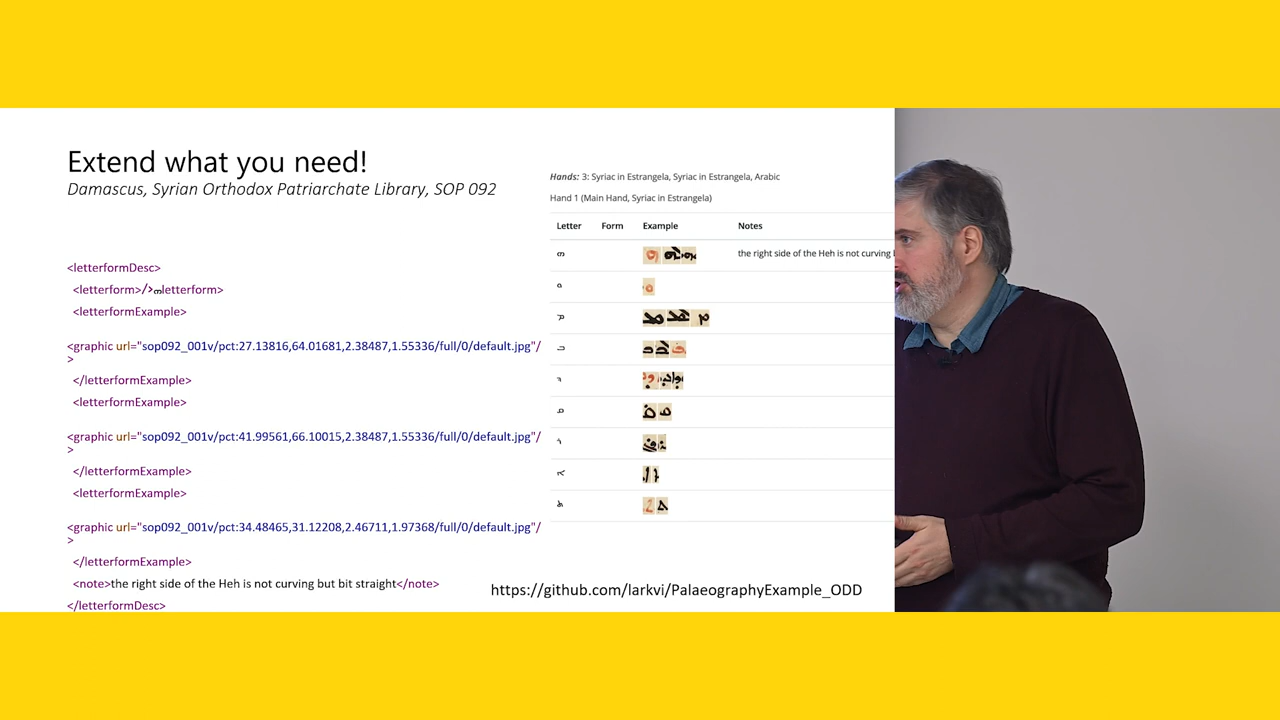 Extend what you need!
Damascus, Syrian Orthodox Patriarchate Library, SOP 092
<letterformDesc>
<letterform>/>ܗletterform>
<letterformExample>
<graphic url="sop092_001v/pct:27.13816,64.01681,2.38487,1.55336/full/0/default.jpg"/
>
</letterformExample>
<letterformExample>
<graphic url="sop092_001v/pct:41.99561,66.10015,2.38487,1.55336/full/0/default.jpg"/
>
</letterformExample>
<letterformExample>
<graphic url="sop092_001v/pct:34.48465,31.12208,2.46711,1.97368/full/0/default.jpg"/
>
</letterformExample>
<note>the right side of the Heh is not curving but bit straight</note>
</letterformDesc>
Hands: 3: Syriac in Estrangela, Syriac in Estrangela, Arabic
Hand 1 (Main Hand, Syriac in Estrangela)
Letter Form Example Notes
ܗ the right side of the Heh is not curving
ܘ
ܡ
ܒ
ܪ
https://github.com/larkvi/PalaeographyExample_ODD